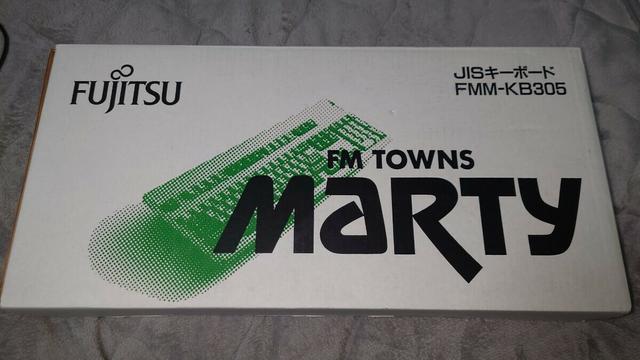 FUJITSU
JISキーボード
FMM-KB305
FM TOWNS
MaRTY